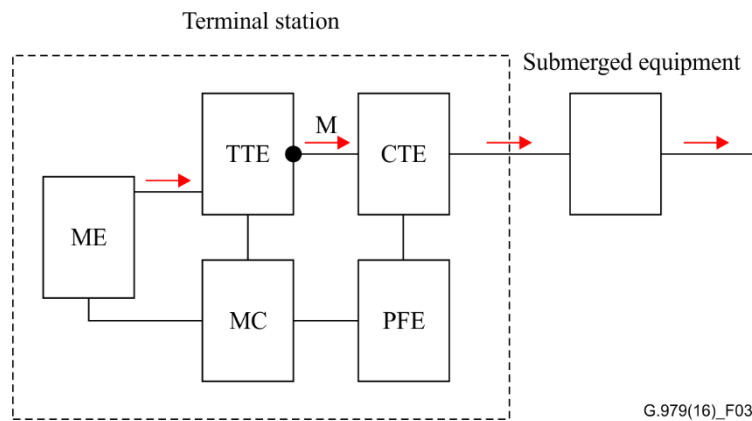 Terminal station
Submerged equipment
M
TTE
CTE
ME
MC
PFE
G.979(16)_F03